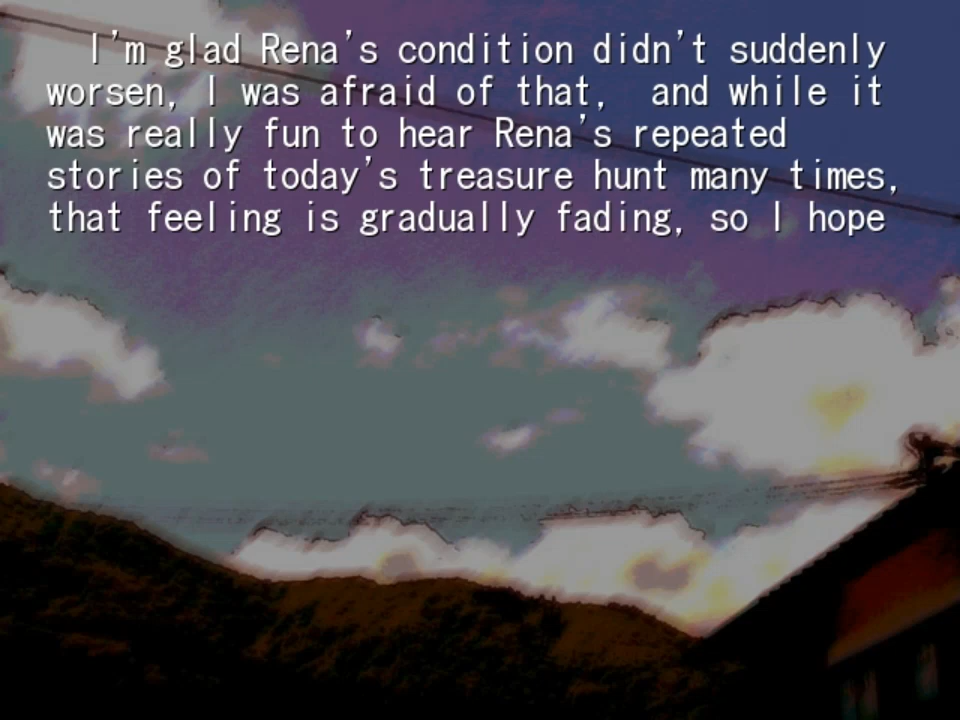 I'm glad Rena's condition didn't suddenly
worsen, I was afraid of that, and while it
was really fun to hear Rena's repeated
stories of today's treasure hunt many times,
that feeling is gradually fading, so I hope